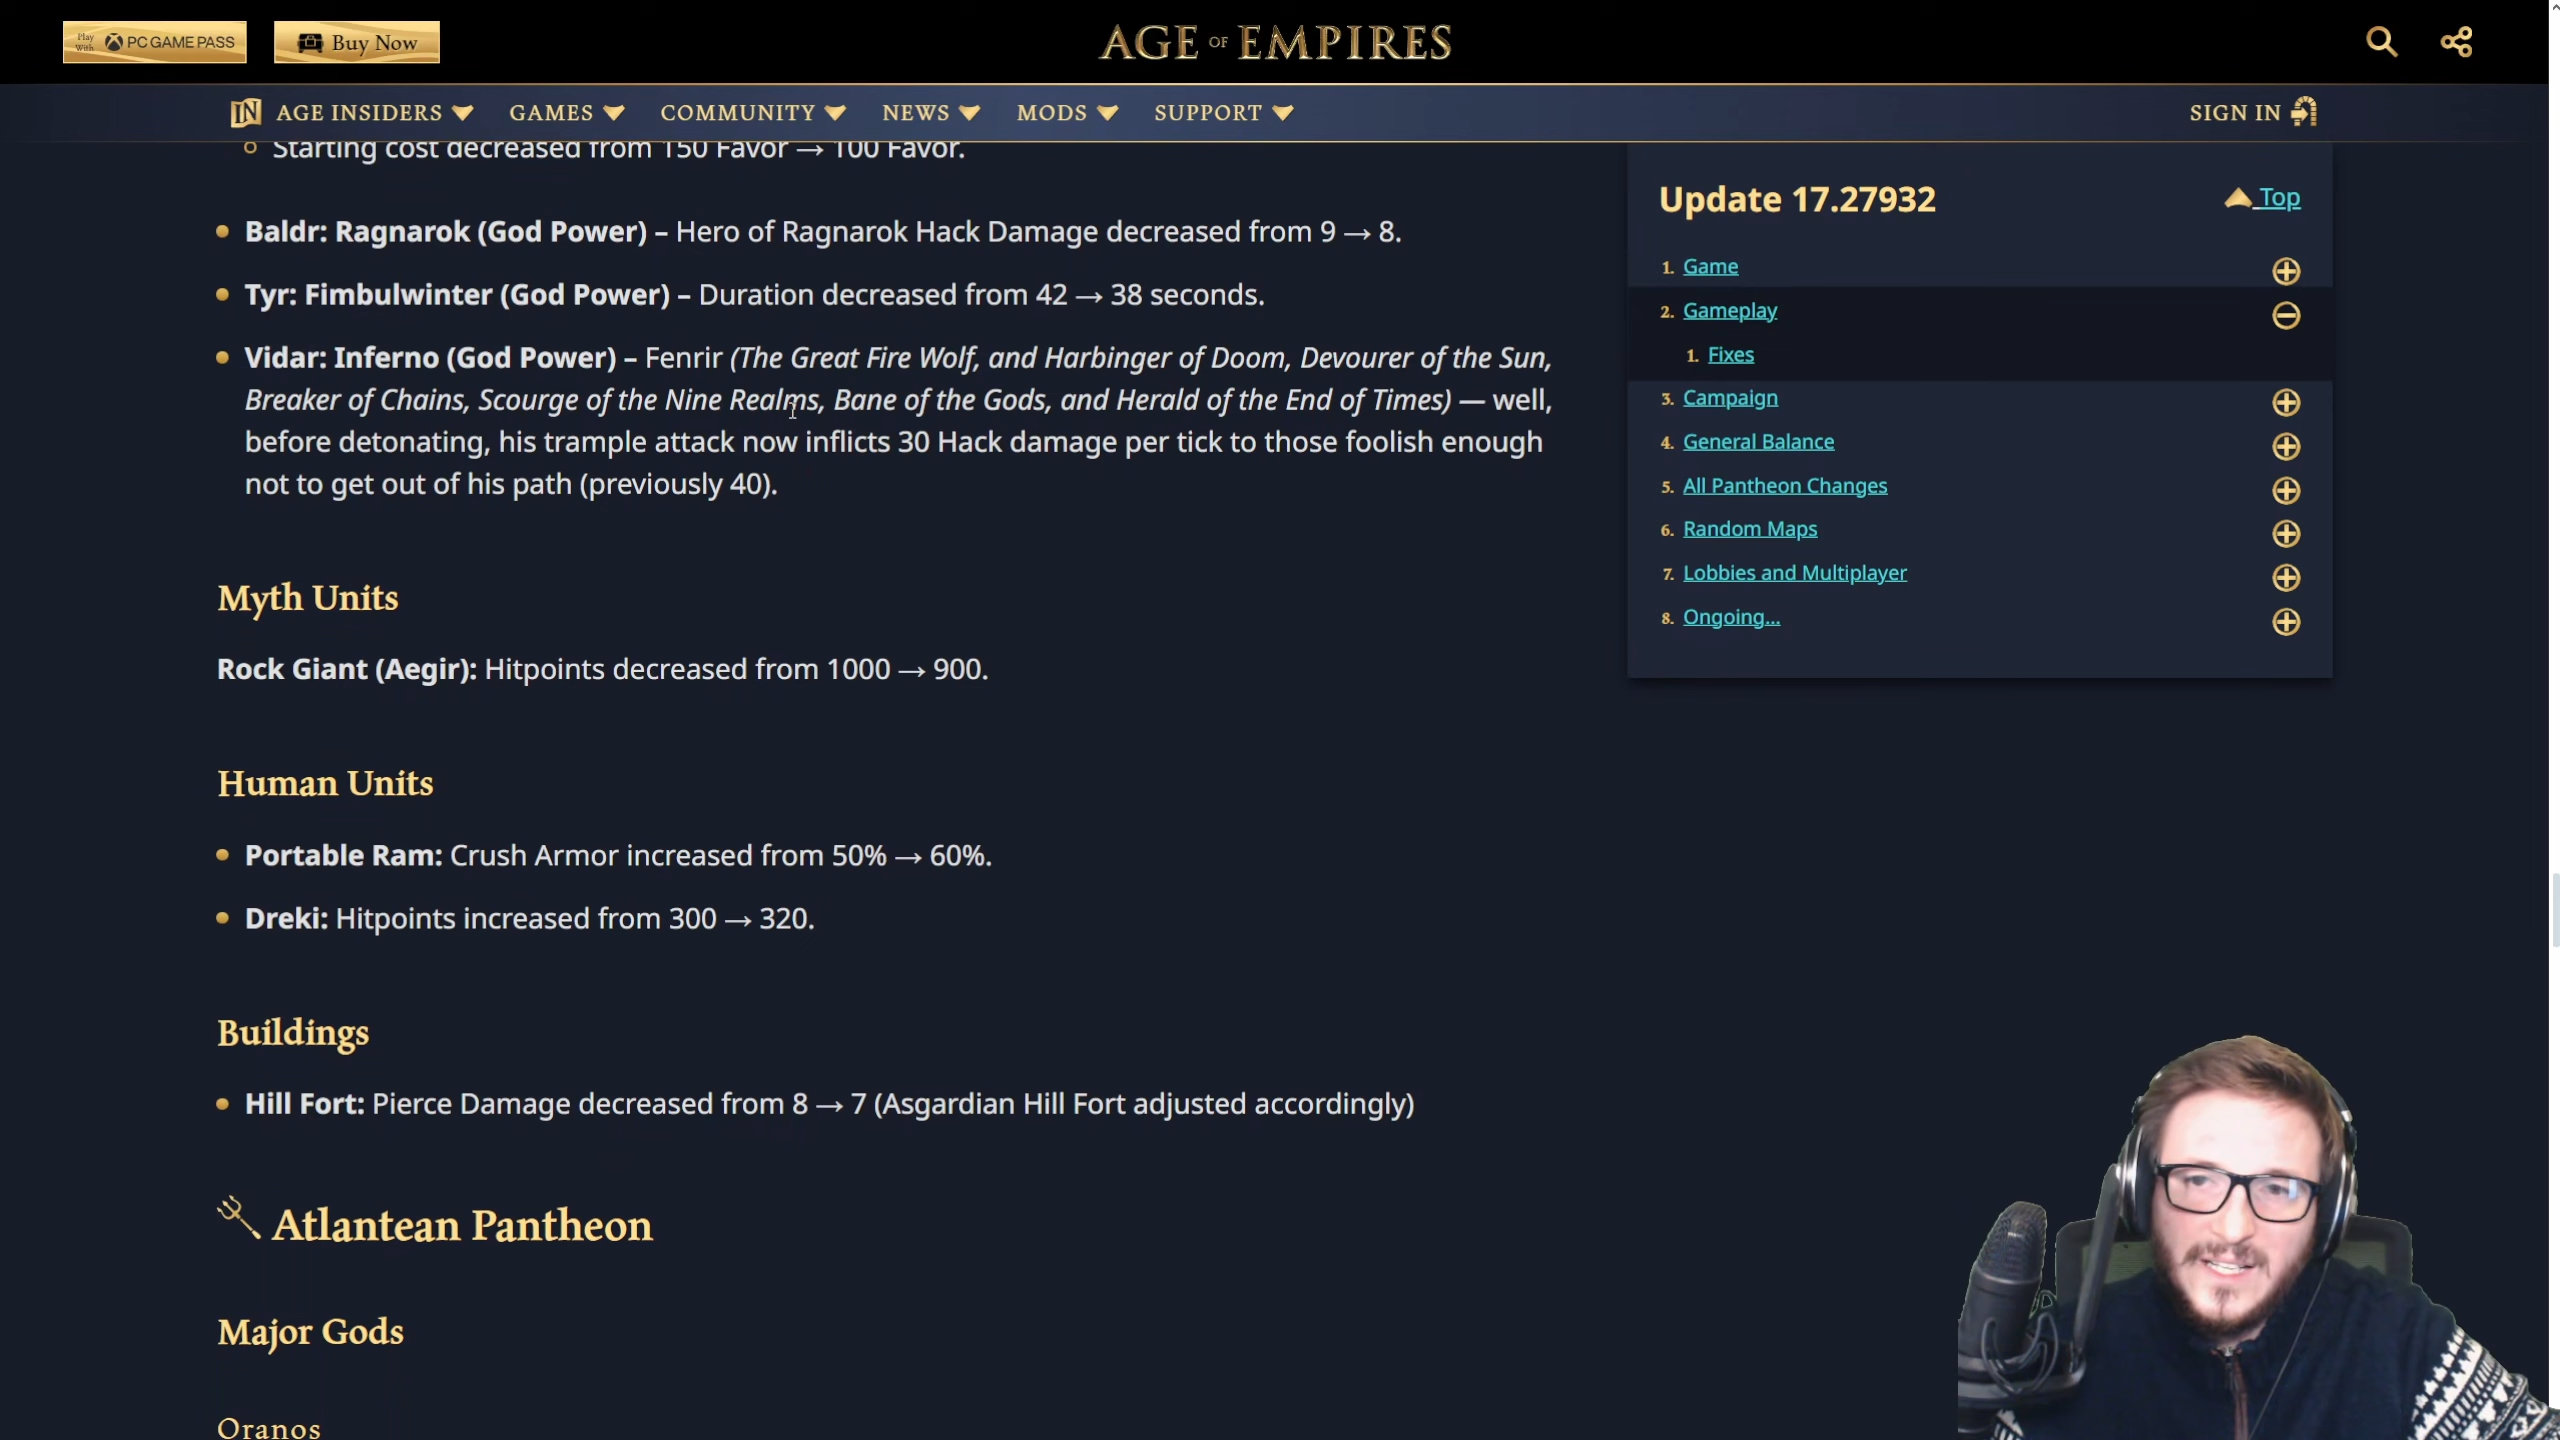 Play With PC GAME PASS
Buy Now
AGE OF EMPIRES
IN AGE INSIDERS
GAMES
COMMUNITY
NEWS
MODS
SUPPORT
SIGN IN
Starting cost decreased from 150 Favor → 100 Favor.
Baldr: Ragnarok (God Power) – Hero of Ragnarok Hack Damage decreased from 9 → 8.
Tyr: Fimbulwinter (God Power) – Duration decreased from 42 → 38 seconds.
Vidar: Inferno (God Power) – Fenrir (The Great Fire Wolf, and Harbinger of Doom, Devourer of the Sun,
Breaker of Chains, Scourge of the Nine Realms, Bane of the Gods, and Herald of the End of Times) — well,
before detonating, his trample attack now inflicts 30 Hack damage per tick to those foolish enough
not to get out of his path (previously 40).
Myth Units
Rock Giant (Aegir): Hitpoints decreased from 1000 → 900.
Human Units
Portable Ram: Crush Armor increased from 50% → 60%.
Dreki: Hitpoints increased from 300 → 320.
Buildings
Hill Fort: Pierce Damage decreased from 8 → 7 (Asgardian Hill Fort adjusted accordingly)
Atlantean Pantheon
Major Gods
Oranos
Update 17.27932
Top
1. Game
2. Gameplay
1. Fixes
3. Campaign
4. General Balance
5. All Pantheon Changes
6. Random Maps
7. Lobbies and Multiplayer
8. Ongoing...